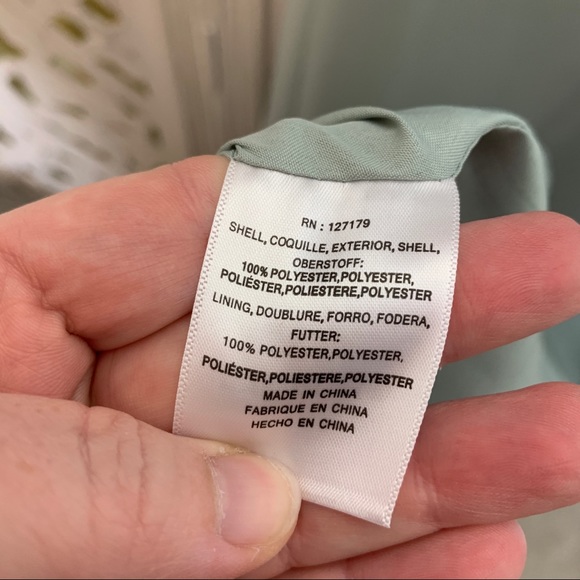 RN : 127179
SHELL, COQUILLE, EXTERIOR, SHELL,
OBERSTOFF:
100% POLYESTER,POLYESTER,
POLIÉSTER,POLIESTERE,POLYESTER
LINING, DOUBLURE, FORRO, FODERA,
FUTTER:
100% POLYESTER,POLYESTER,
POLIÉSTER,POLIESTERE,POLYESTER
MADE IN CHINA
FABRIQUE EN CHINA
HECHO EN CHINA